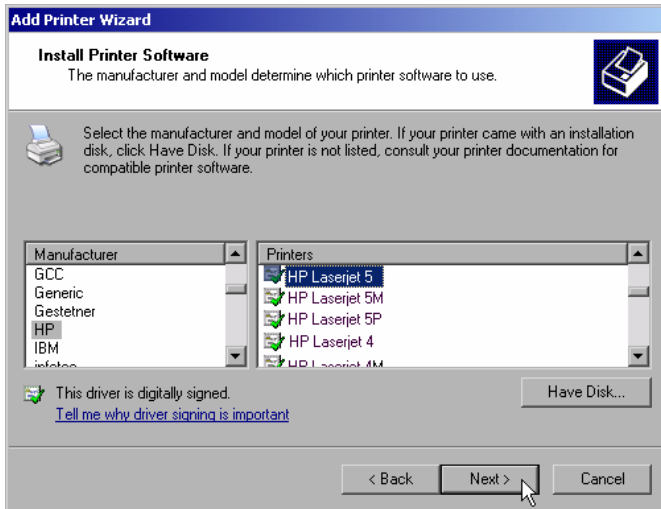 Add Printer Wizard
Install Printer Software
The manufacturer and model determine which printer software to use.
Select the manufacturer and model of your printer. If your printer came with an installation
disk, click Have Disk. If your printer is not listed, consult your printer documentation for
compatible printer software.
Manufacturer
GCC
Generic
Gestetner
HP
IBM
infotec
Printers
HP Laserjet 5
HP Laserjet 5M
HP Laserjet 5P
HP Laserjet 4
HP Laserjet 4M
This driver is digitally signed.
Tell me why driver signing is important
Have Disk...
< Back
Next >
Cancel